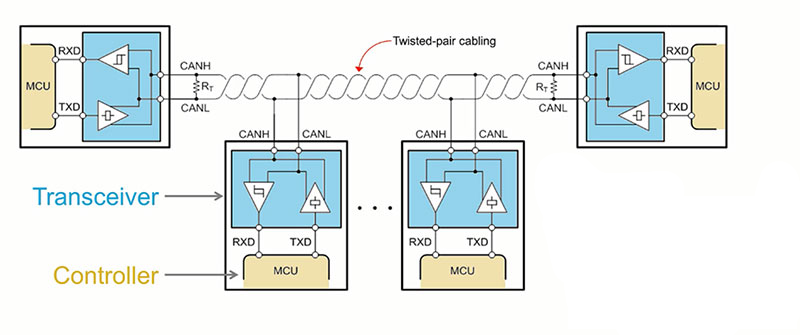 Twisted-pair cabling
RXD
MCU
TXD
CANH
R_T
CANL
CANH
R_T
CANL
RXD
MCU
TXD
CANH
CANL
CANH
CANL
Transceiver
. . .
RXD
TXD
RXD
TXD
Controller
MCU
MCU